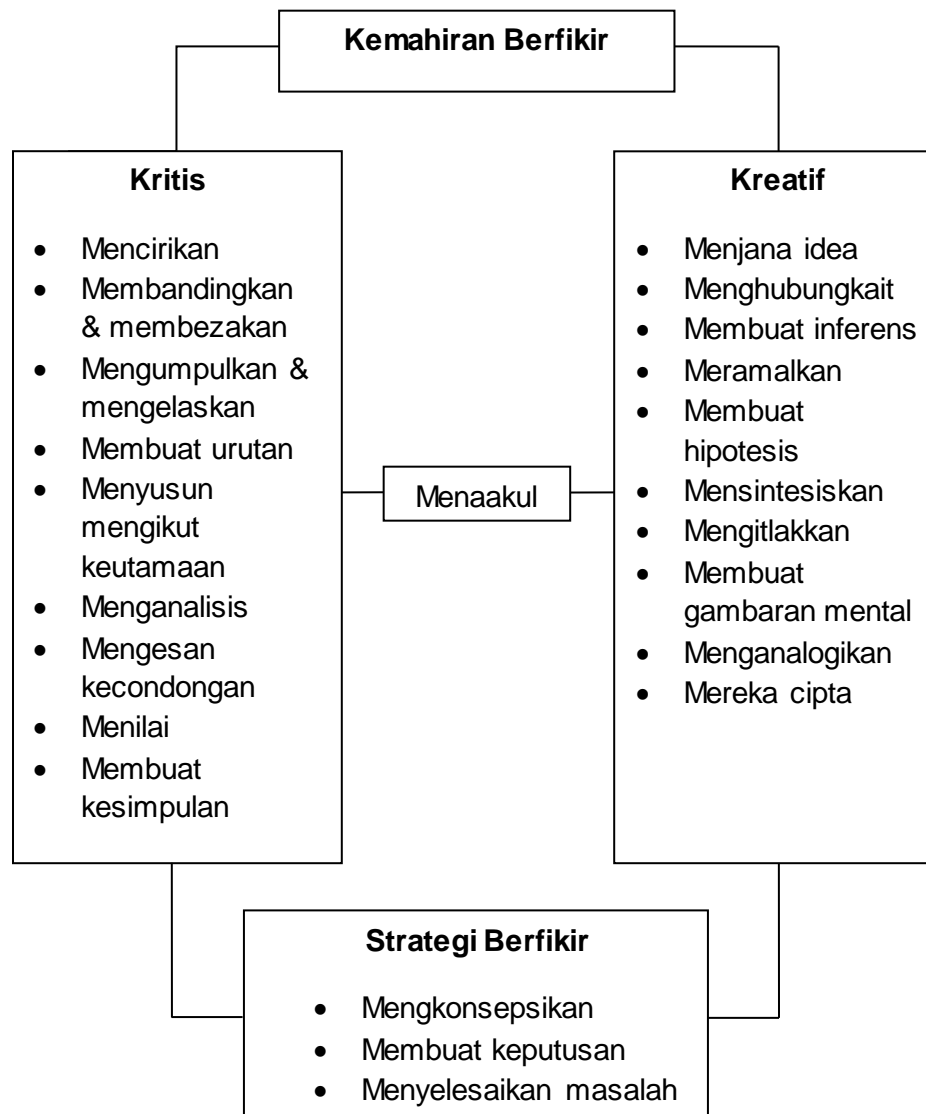 Kemahiran Berfikir
Kritis
• Mencirikan
• Membandingkan
& membezakan
• Mengumpulkan &
mengelaskan
• Membuat urutan
• Menyusun
mengikut
keutamaan
• Menganalisis
• Mengesan
kecondongan
• Menilai
• Membuat
kesimpulan
Menaakul
Kreatif
• Menjana idea
• Menghubungkait
• Membuat inferens
• Meramalkan
• Membuat
hipotesis
• Mensintesiskan
• Mengitlakkan
• Membuat
gambaran mental
• Menganalogikan
• Mereka cipta
Strategi Berfikir
• Mengkonsepsikan
• Membuat keputusan
• Menyelesaikan masalah